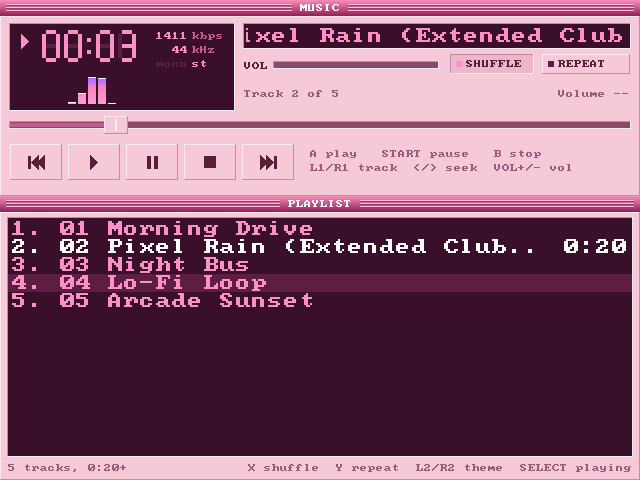 MUSIC
00:03
1411 kbps
44 kHz
mono st
ixel Rain (Extended Club
VOL
SHUFFLE
REPEAT
Track 2 of 5
Volume --
A play START pause B stop
L1/R1 track </> seek VOL+/- vol
PLAYLIST
1. 01 Morning Drive
2. 02 Pixel Rain (Extended Club.. 0:20
3. 03 Night Bus
4. 04 Lo-Fi Loop
5. 05 Arcade Sunset
5 tracks, 0:20+
X shuffle Y repeat L2/R2 theme SELECT playing